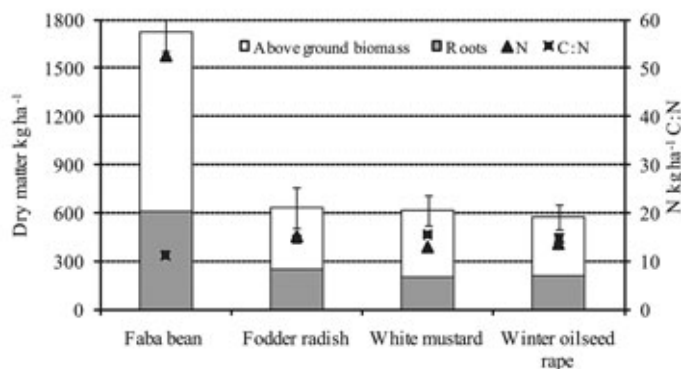 1800
1500
1200
900
600
300
0
Dry matter kg ha⁻¹
Above ground biomass
Roots
N
C:N
60
50
40
30
20
10
0
N kg ha⁻¹ C:N
Faba bean
Fodder radish
White mustard
Winter oilseed
rape